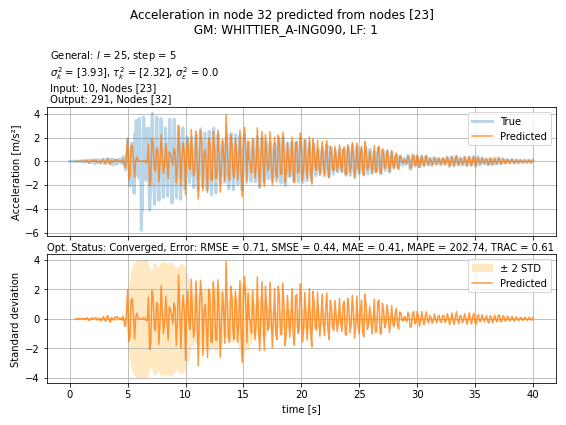 Acceleration in node 32 predicted from nodes [23]
GM: WHITTIER_A-ING090, LF: 1
General: l = 25, step = 5
σ²ₖ = [3.93], τ²ₖ = [2.32], σ²ᵣ = 0.0
Input: 10, Nodes [23]
Output: 291, Nodes [32]
Acceleration [m/s²]
4
2
0
−2
−4
−6
True
Predicted
Opt. Status: Converged, Error: RMSE = 0.71, SMSE = 0.44, MAE = 0.41, MAPE = 202.74, TRAC = 0.61
Standard deviation
4
2
0
−2
−4
± 2 STD
Predicted
0 5 10 15 20 25 30 35 40
time [s]